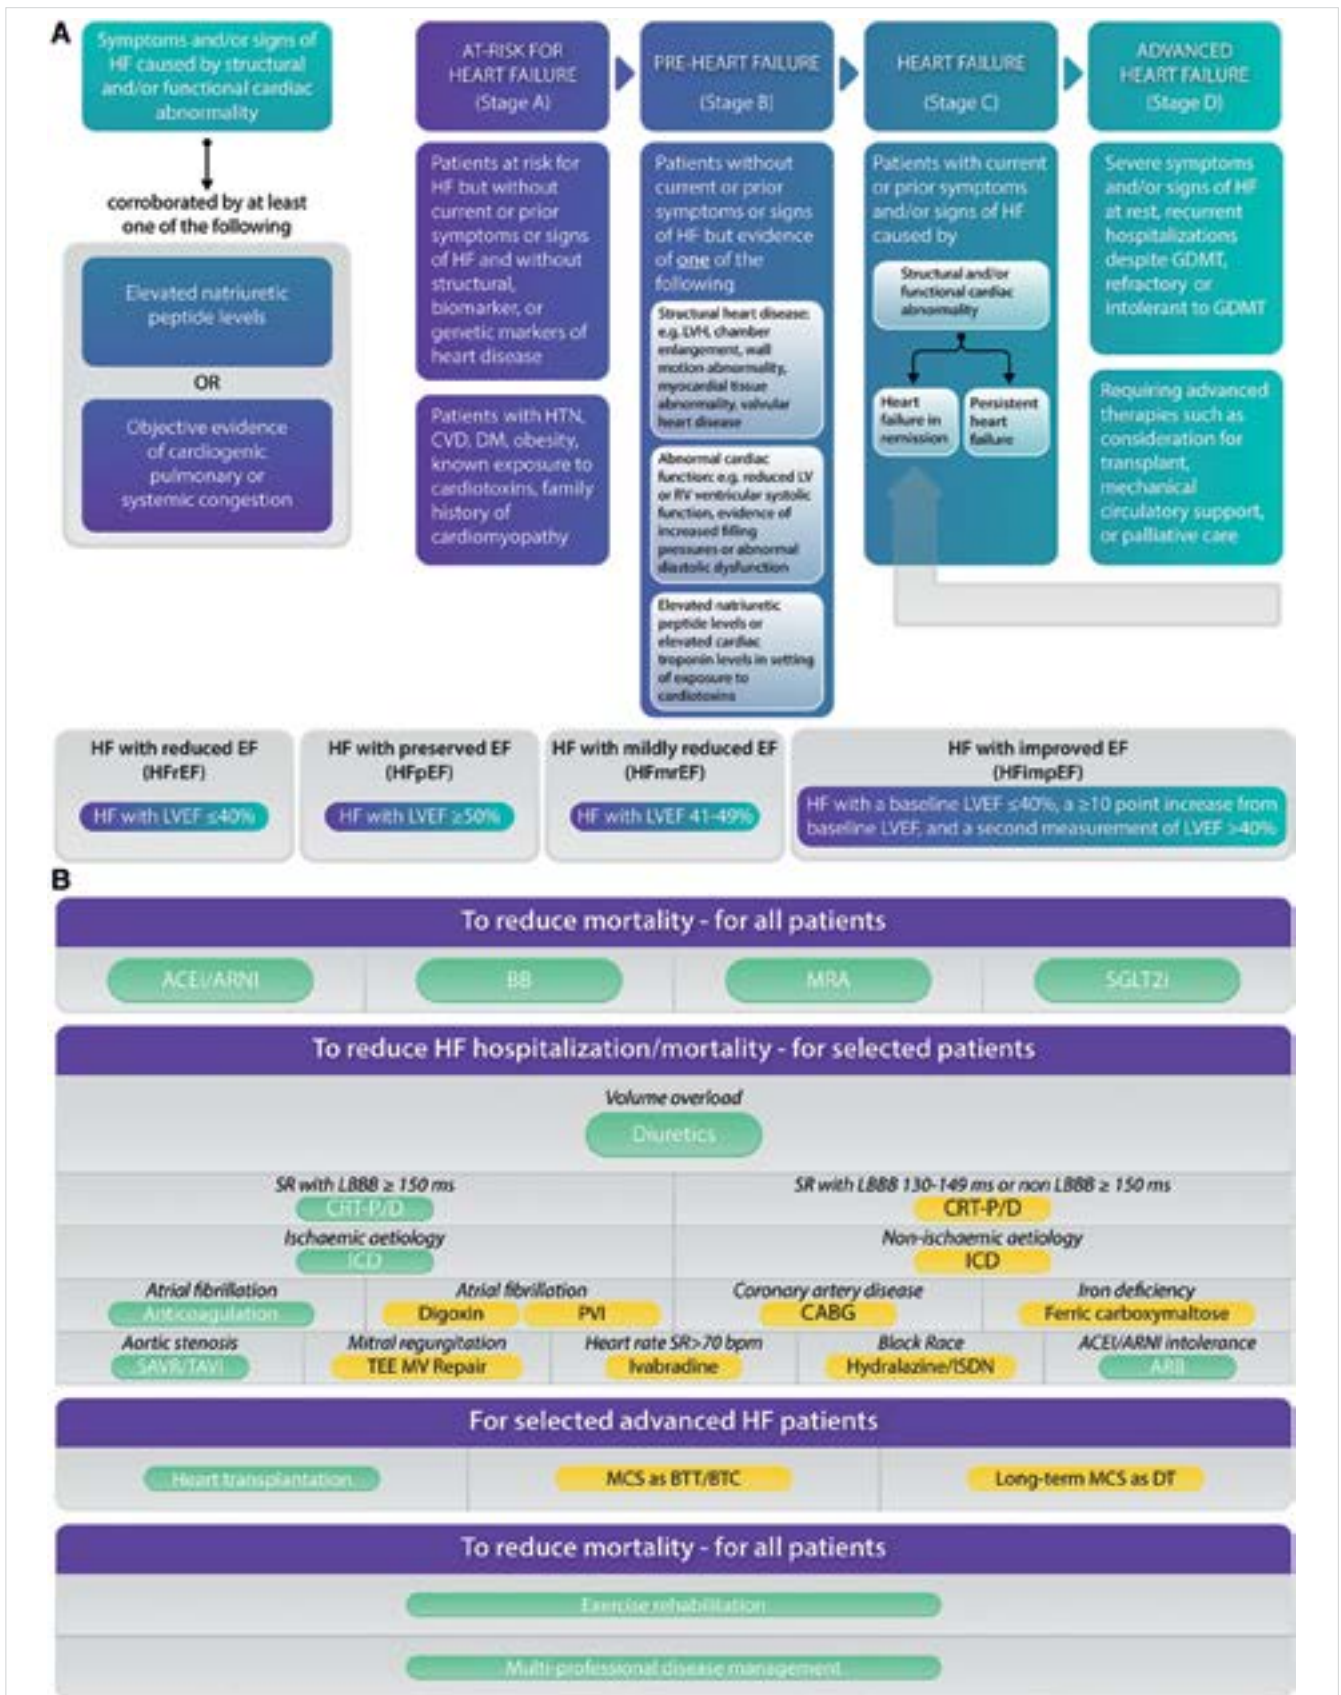 A
Symptoms and/or signs of
HF caused by structural
and/or functional cardiac
abnormality
corroborated by at least
one of the following
Elevated natriuretic
peptide levels
OR
Objective evidence
of cardiogenic
pulmonary or
systemic congestion
AT-RISK FOR
HEART FAILURE
(Stage A)
Patients at risk for
HF but without
current or prior
symptoms or signs
of HF and without
structural,
biomarker, or
genetic markers of
heart disease
Patients with HTN,
CVD, DM, obesity,
known exposure to
cardiotoxins, family
history of
cardiomyopathy
PRE-HEART FAILURE
(Stage B)
Patients without
current or prior
symptoms or signs
of HF but evidence
of one of the
following
Structural heart disease:
e.g. LVH, chamber
enlargement, wall
motion abnormality,
myocardial tissue
abnormality, valvular
heart disease
Abnormal cardiac
function: e.g. reduced LV
or RV ventricular systolic
function, evidence of
increased filling
pressures or abnormal
diastolic dysfunction
Elevated natriuretic
peptide levels or
elevated cardiac
troponin levels in setting
of exposure to
cardiotoxins
HEART FAILURE
(Stage C)
Patients with current
or prior symptoms
and/or signs of HF
caused by
Structural and/or
functional cardiac
abnormality
Heart
failure in
remission
Persistent
heart
failure
ADVANCED
HEART FAILURE
(Stage D)
Severe symptoms
and/or signs of HF
at rest, recurrent
hospitalizations
despite GDMT,
refractory or
intolerant to GDMT
Requiring advanced
therapies such as
consideration for
transplant,
mechanical
circulatory support,
or palliative care
HF with reduced EF
(HFrEF)
HF with LVEF ≤40%
HF with preserved EF
(HFpEF)
HF with LVEF ≥50%
HF with mildly reduced EF
(HFmrEF)
HF with LVEF 41-49%
HF with improved EF
(HFimpEF)
HF with a baseline LVEF ≤40%, a ≥10 point increase from
baseline LVEF, and a second measurement of LVEF >40%
B
To reduce mortality - for all patients
ACEI/ARNI BB MRA SGLT2i
To reduce HF hospitalization/mortality - for selected patients
Volume overload
Diuretics
SR with LBBB ≥ 150 ms SR with LBBB 130-149 ms or non LBBB ≥ 150 ms
CRT-P/D CRT-P/D
Ischaemic aetiology Non-ischaemic aetiology
ICD ICD
Atrial fibrillation Atrial fibrillation Coronary artery disease Iron deficiency
Anticoagulation Digoxin PVI CABG Ferric carboxymaltose
Aortic stenosis Mitral regurgitation Heart rate SR>70 bpm Black Race ACEI/ARNI intolerance
SAVR/TAVI TEE MV Repair Ivabradine Hydralazine/ISDN ARB
For selected advanced HF patients
Heart transplantation MCS as BTT/BTC Long-term MCS as DT
To reduce mortality - for all patients
Exercise rehabilitation
Multi-professional disease management